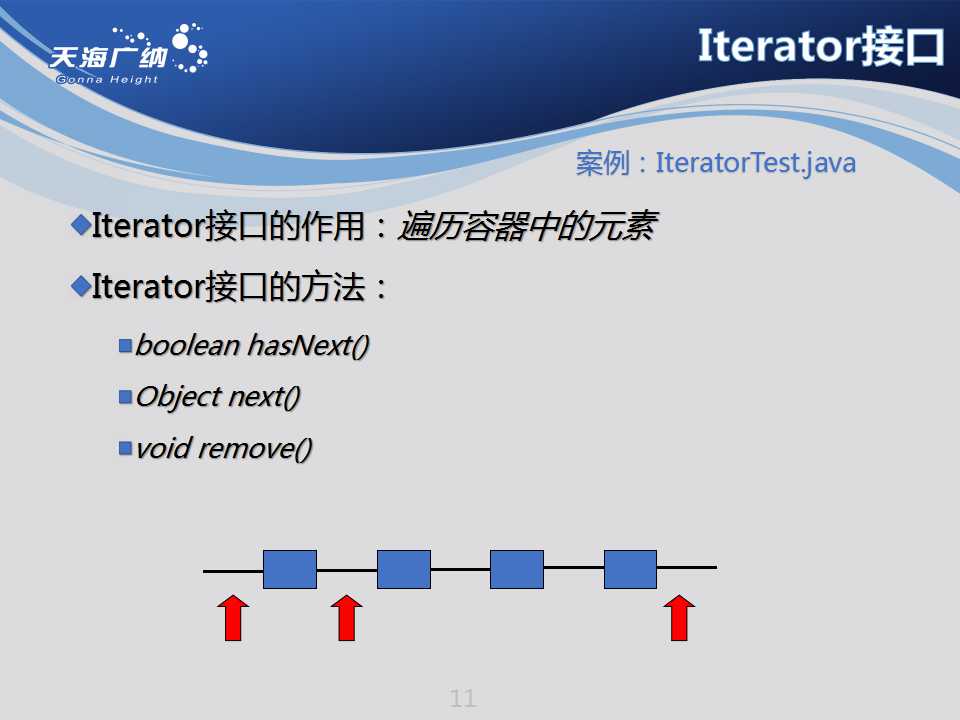 天海广纳
Gonna Height
Iterator接口
案例：IteratorTest.java
Iterator接口的作用：遍历容器中的元素
Iterator接口的方法：
boolean hasNext()
Object next()
void remove()
11